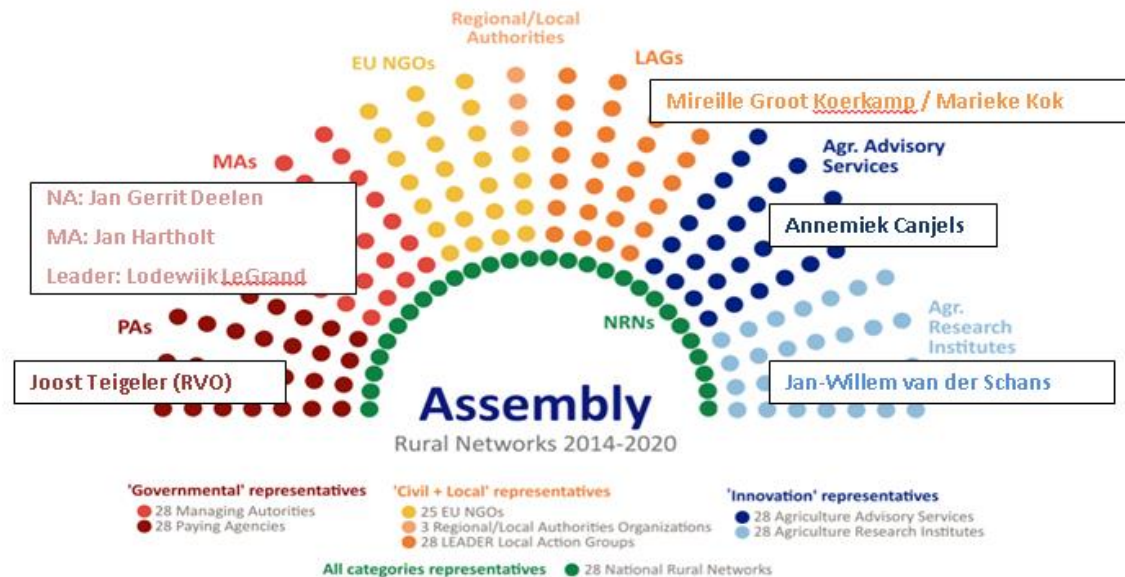 Regional/Local
Authorities
EU NGOs
LAGs
Mireille Groot Koerkamp / Marieke Kok
MAs
Agr. Advisory
Services
NA: Jan Gerrit Deelen
MA: Jan Hartholt
Leader: Lodewijk LeGrand
Annemiek Canjels
PAs
NRNs
Agr.
Research
Institutes
Joost Teigeler (RVO)
Jan-Willem van der Schans
Assembly
Rural Networks 2014-2020
'Governmental' representatives
28 Managing Autorities
28 Paying Agencies
'Civil + Local' representatives
25 EU NGOs
3 Regional/Local Authorities Organizations
28 LEADER Local Action Groups
'Innovation' representatives
28 Agriculture Advisory Services
28 Agriculture Research Institutes
All categories representatives 28 National Rural Networks